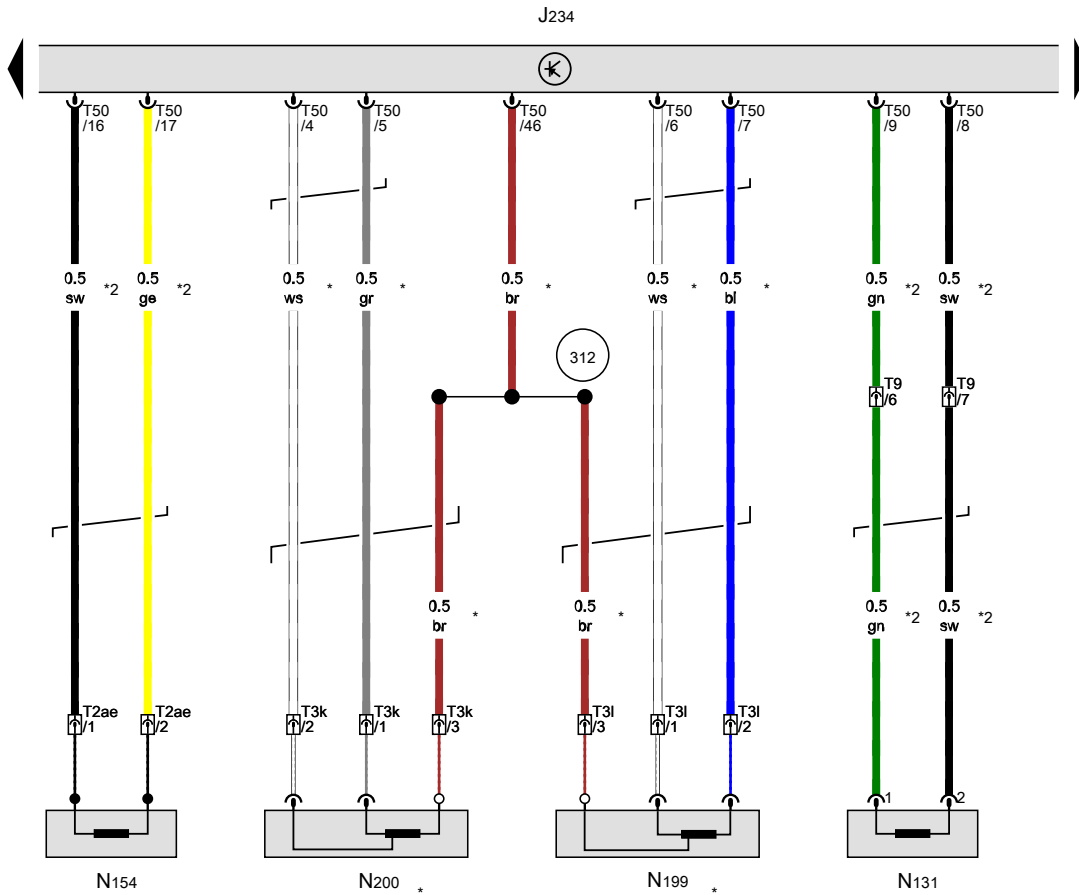 J234
T50 /16
T50 /17
T50 /4
T50 /5
T50 /46
T50 /6
T50 /7
T50 /9
T50 /8
0.5 sw *2
0.5 ge *2
0.5 ws *
0.5 gr *
0.5 br *
0.5 ws *
0.5 bl *
0.5 gn *2
0.5 sw *2
312
T9 /6
T9 /7
0.5 br *
0.5 br *
0.5 gn *2
0.5 sw *2
T2ae /1
T2ae /2
T3k /2
T3k /1
T3k /3
T3l /3
T3l /1
T3l /2
1
2
N154
N200 *
N199 *
N131